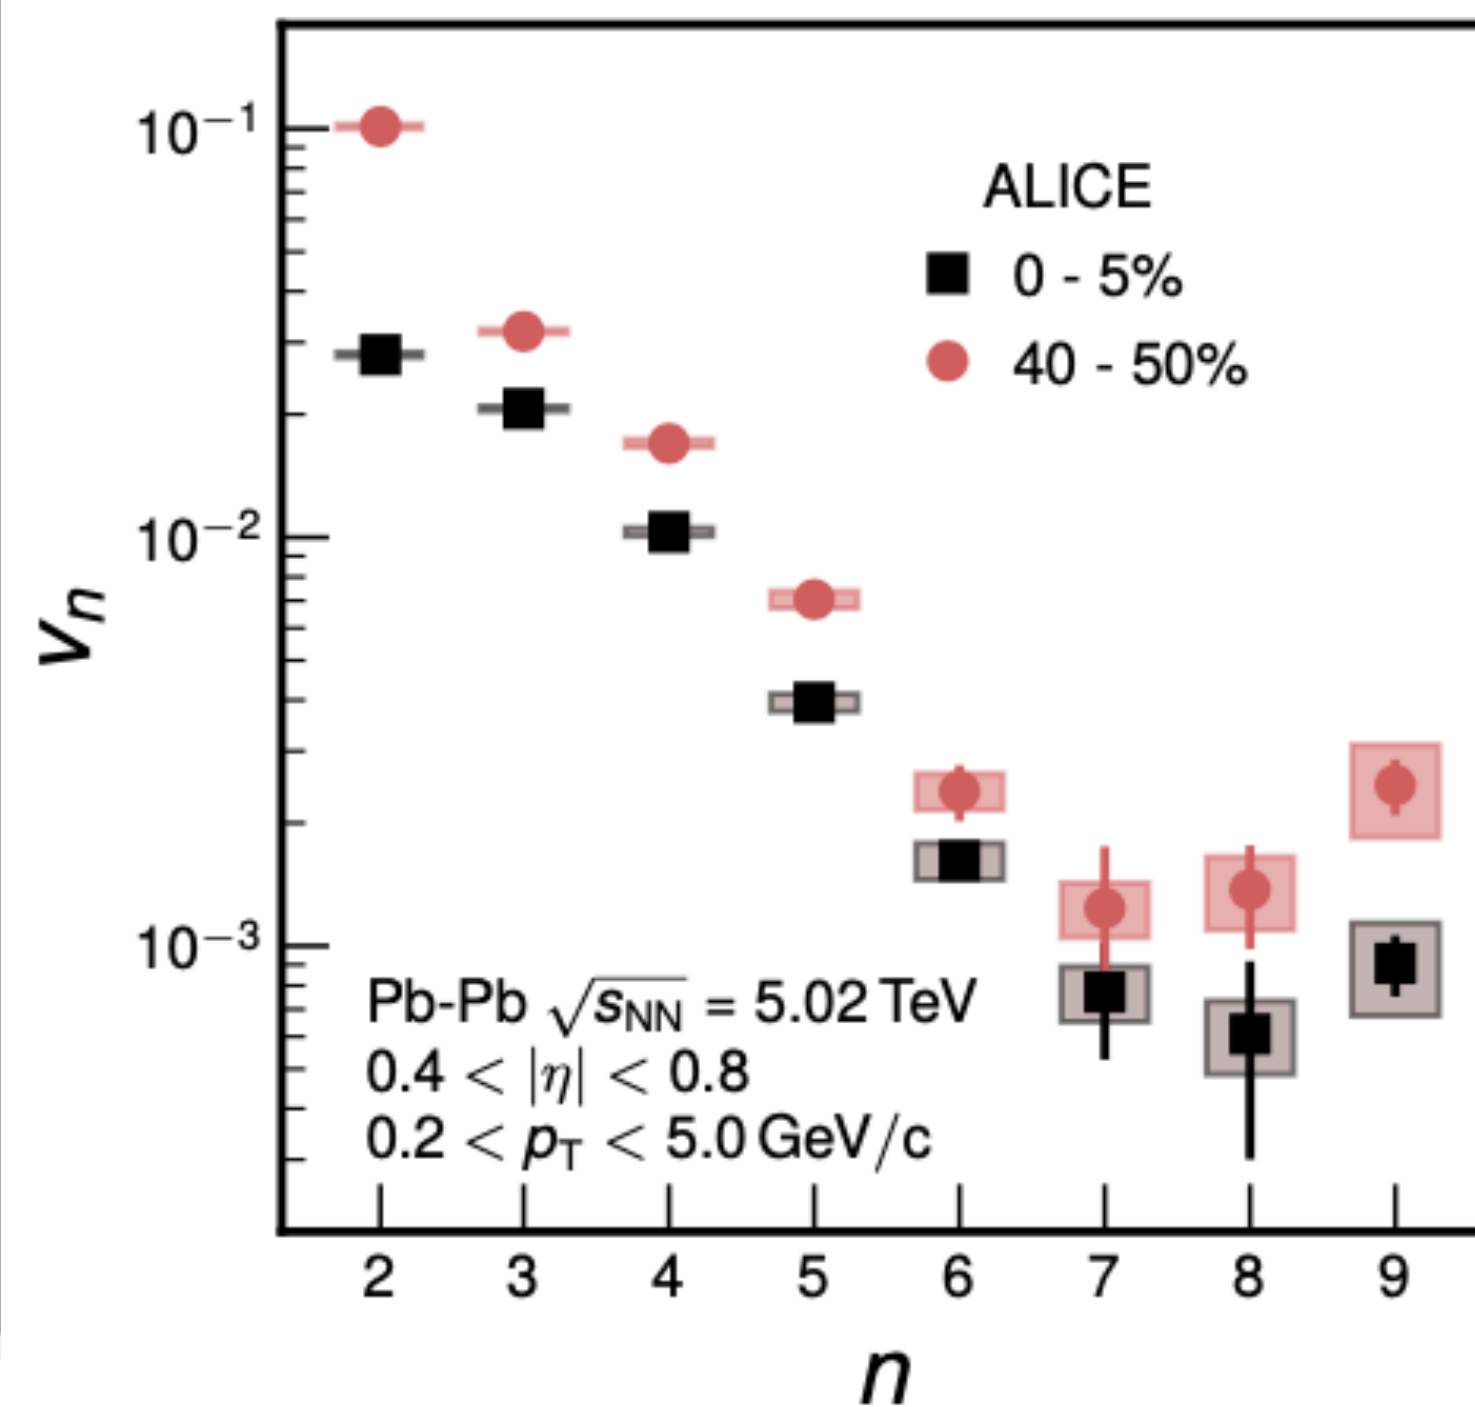 10⁻¹
10⁻²
10⁻³
vₙ
ALICE
0 - 5%
40 - 50%
Pb-Pb √sNN = 5.02 TeV
0.4 < |η| < 0.8
0.2 < pT < 5.0 GeV/c
2 3 4 5 6 7 8 9
n